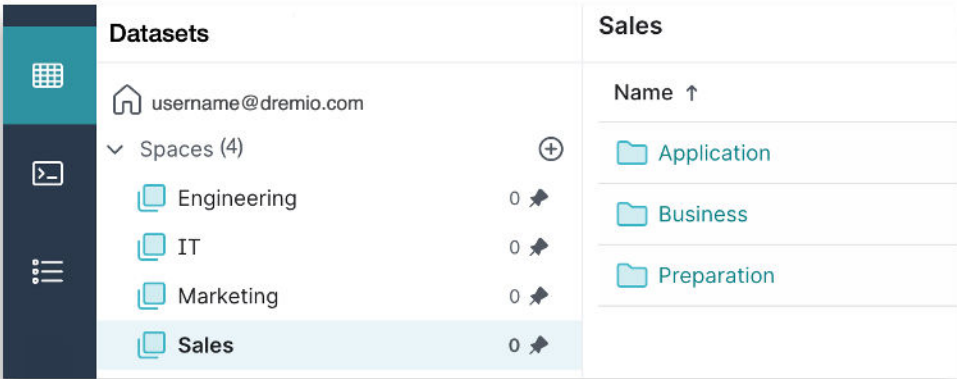 Datasets
username@dremio.com
Spaces (4)
Engineering 0
IT 0
Marketing 0
Sales 0
Sales
Name ↑
Application
Business
Preparation